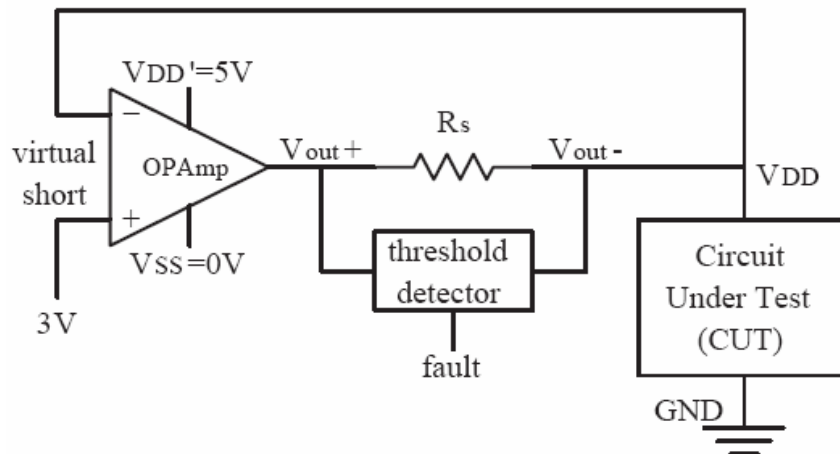 VDD'=5V
−
virtual
short
OPAmp
+
VSS=0V
3V
Vout+
Rs
Vout-
threshold
detector
fault
VDD
Circuit
Under Test
(CUT)
GND